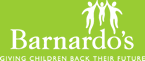 Barnardo's
GIVING CHILDREN BACK THEIR FUTURE